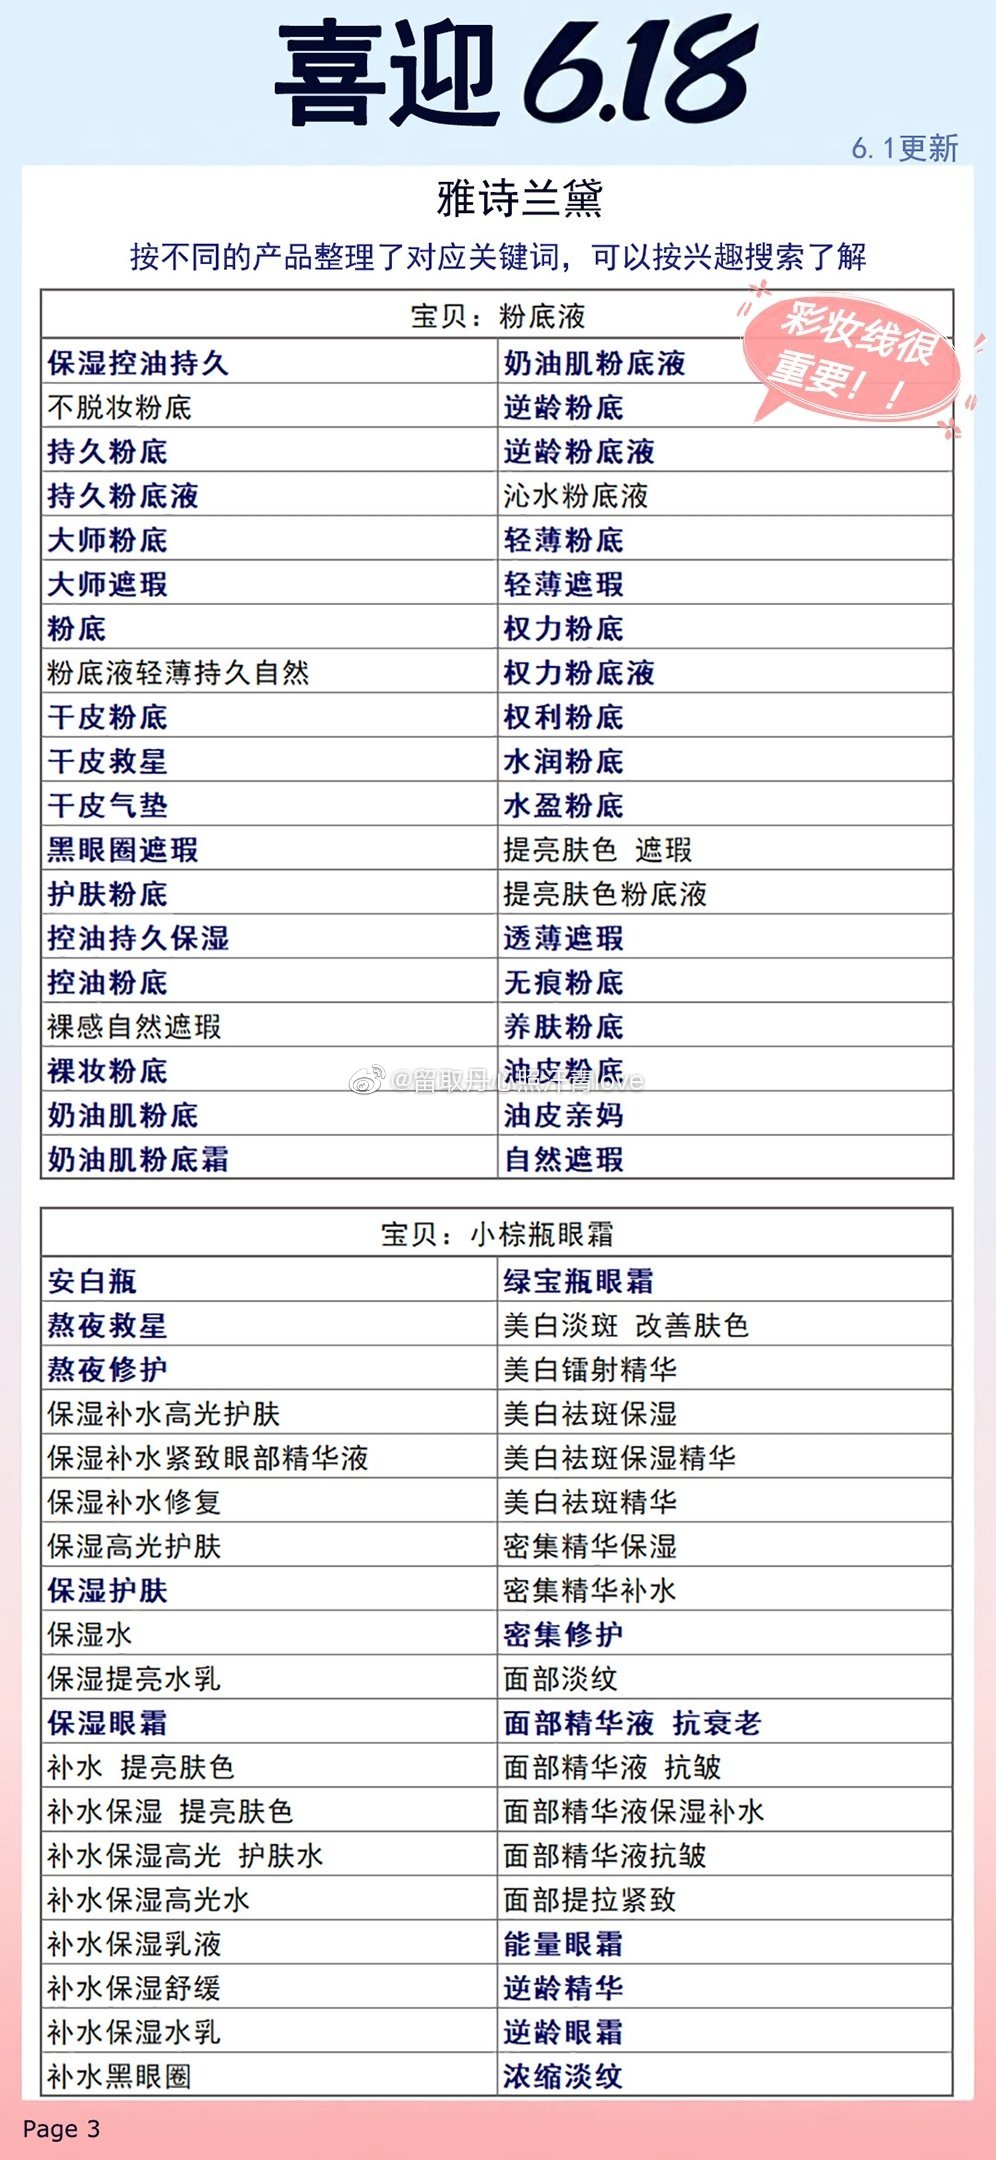 喜迎6.18
6.1更新
雅诗兰黛
按不同的产品整理了对应关键词，可以按兴趣搜索了解
宝贝：粉底液
彩妆线很
重要！！
保湿控油持久 奶油肌粉底液
不脱妆粉底 逆龄粉底
持久粉底 逆龄粉底液
持久粉底液 沁水粉底液
大师粉底 轻薄粉底
大师遮瑕 轻薄遮瑕
粉底 权力粉底
粉底液轻薄持久自然 权力粉底液
干皮粉底 权利粉底
干皮救星 水润粉底
干皮气垫 水盈粉底
黑眼圈遮瑕 提亮肤色 遮瑕
护肤粉底 提亮肤色粉底液
控油持久保湿 透薄遮瑕
控油粉底 无痕粉底
裸感自然遮瑕 养肤粉底
裸妆粉底 油皮粉底
@留取丹心照汗青love
奶油肌粉底 油皮亲妈
奶油肌粉底霜 自然遮瑕
宝贝：小棕瓶眼霜
安白瓶 绿宝瓶眼霜
熬夜救星 美白淡斑 改善肤色
熬夜修护 美白镭射精华
保湿补水高光护肤 美白祛斑保湿
保湿补水紧致眼部精华液 美白祛斑保湿精华
保湿补水修复 美白祛斑精华
保湿高光护肤 密集精华保湿
保湿护肤 密集精华补水
保湿水 密集修护
保湿提亮水乳 面部淡纹
保湿眼霜 面部精华液 抗衰老
补水 提亮肤色 面部精华液 抗皱
补水保湿 提亮肤色 面部精华液保湿补水
补水保湿高光 护肤水 面部精华液抗皱
补水保湿高光水 面部提拉紧致
补水保湿乳液 能量眼霜
补水保湿舒缓 逆龄精华
补水保湿水乳 逆龄眼霜
补水黑眼圈 浓缩淡纹
Page 3